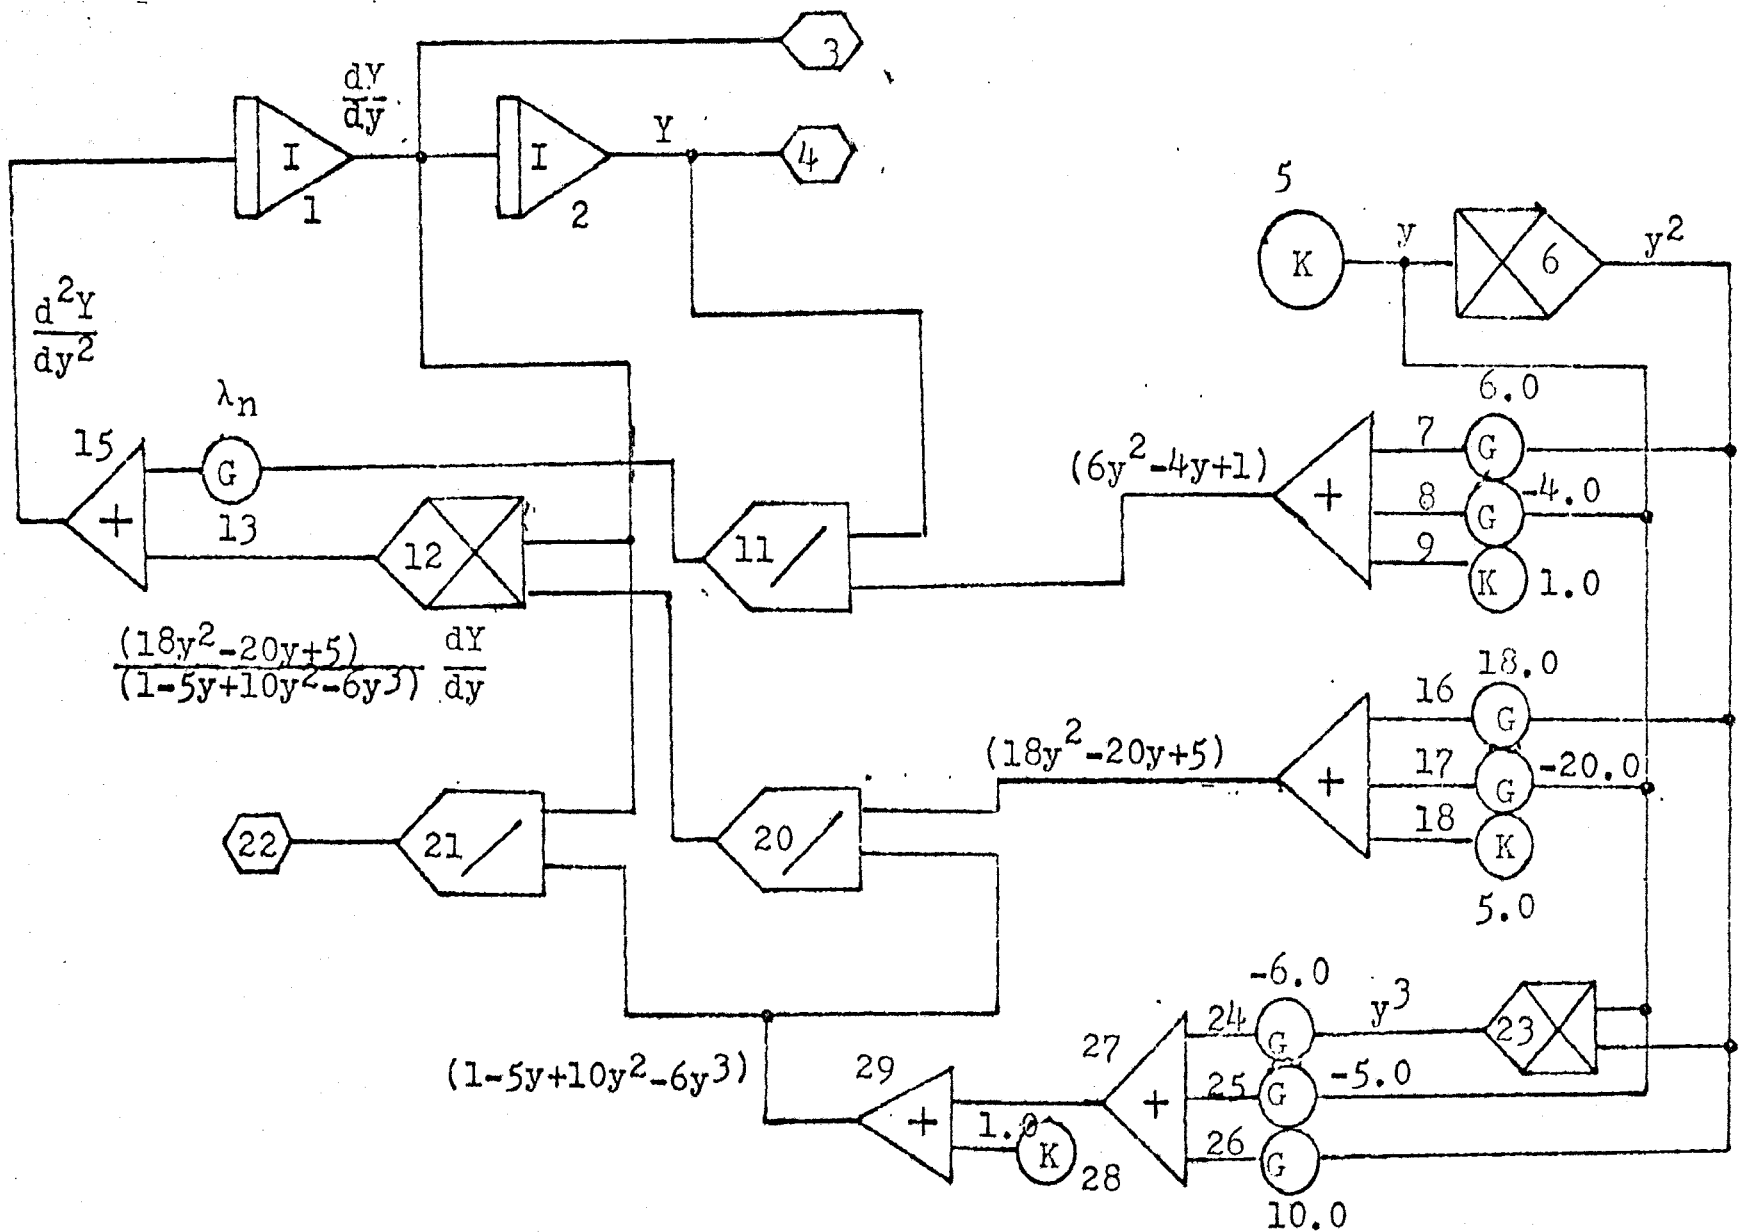 3
dY
dy
I
1
I
2
Y
4
5
K
y
6
y²
d²Y
dy²
λn
15
G
+
13
12
11
(6y²-4y+1)
+
6.0
7
G
8
G
-4.0
9
K
1.0
(18y²-20y+5) dY
(1-5y+10y²-6y³) dy
(18y²-20y+5)
+
18.0
16
G
17
G
-20.0
18
K
5.0
22
21
20
-6.0
24
G
y³
23
27
25
G
-5.0
+
26
G
10.0
(1-5y+10y²-6y³)
29
+
1.0
K
28